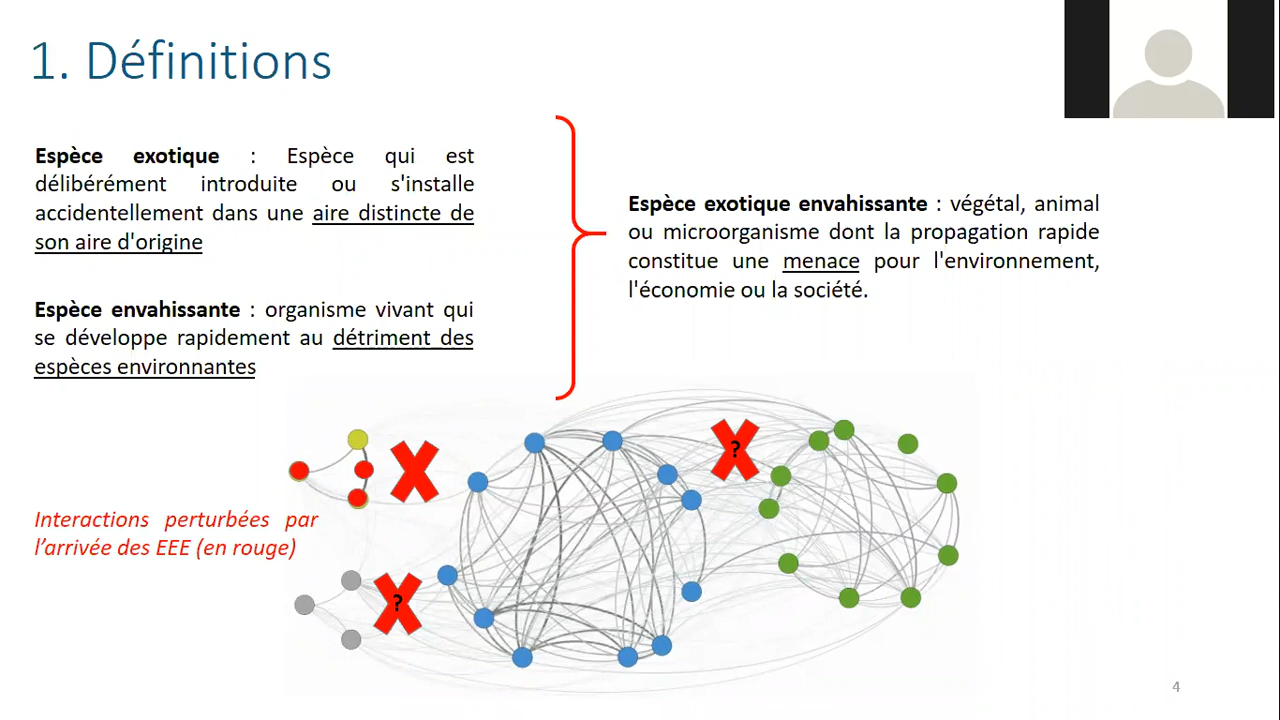 1. Définitions
Espèce exotique : Espèce qui est
délibérément introduite ou s'installe
accidentellement dans une aire distincte de
son aire d'origine
Espèce envahissante : organisme vivant qui
se développe rapidement au détriment des
espèces environnantes
Espèce exotique envahissante : végétal, animal
ou microorganisme dont la propagation rapide
constitue une menace pour l'environnement,
l'économie ou la société.
?
Interactions perturbées par
l’arrivée des EEE (en rouge)
?
4